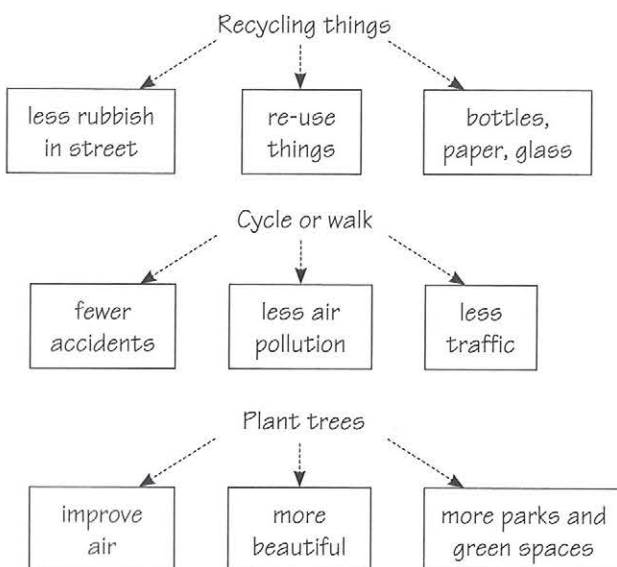 Recycling things
less rubbish
in street
re-use
things
bottles,
paper, glass
Cycle or walk
fewer
accidents
less air
pollution
less
traffic
Plant trees
improve
air
more
beautiful
more parks and
green spaces